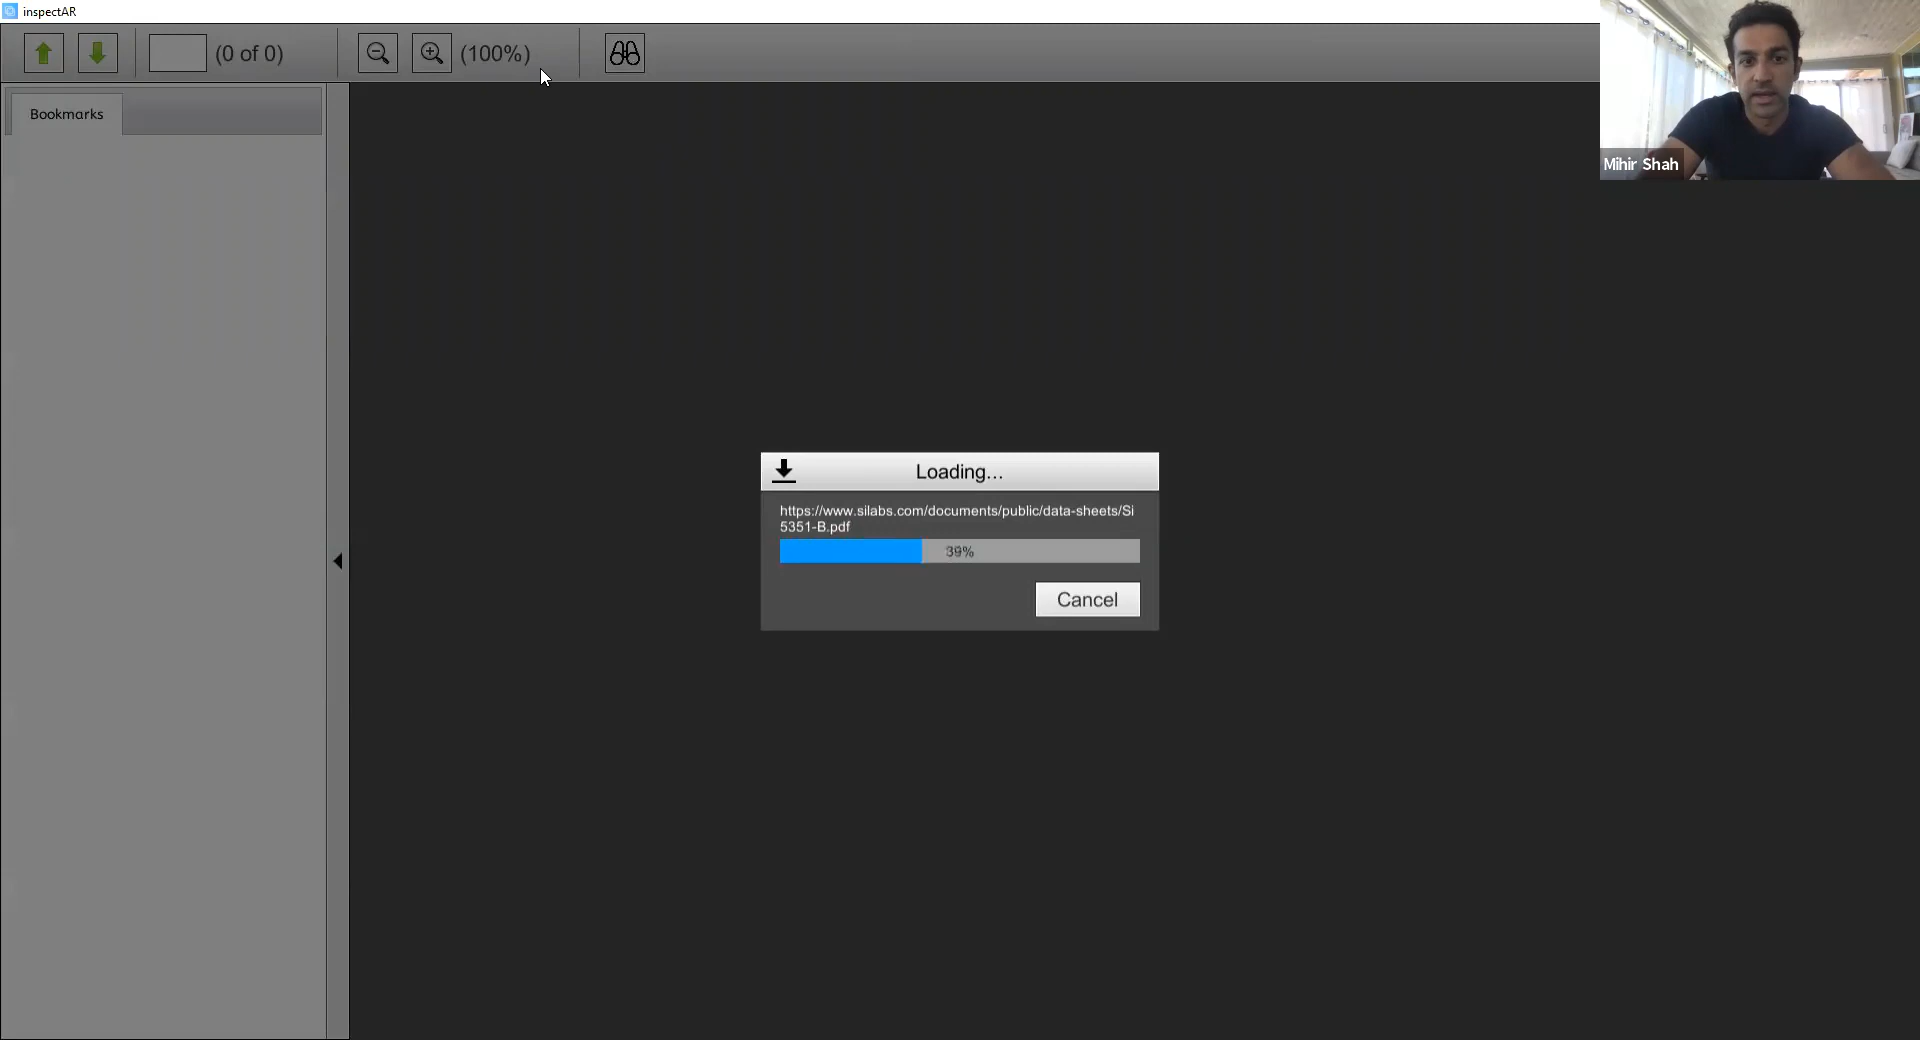 inspectAR
(0 of 0)
(100%)
Bookmarks
Mihir Shah
Loading...
https://www.silabs.com/documents/public/data-sheets/Si
5351-B.pdf
39%
Cancel